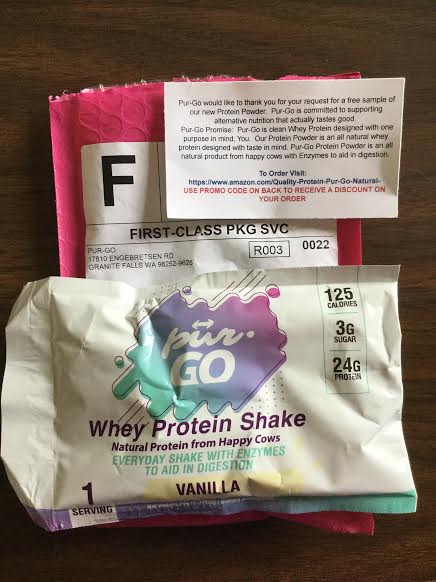 Pur-Go would like to thank you for your request for a free sample of
our new Protein Powder. Pur-Go is committed to supporting
alternative nutrition that actually tastes good.
Pur-Go Promise: Pur-Go is clean Whey Protein designed with one
purpose in mind, You. Our Protein Powder is an all natural whey
protein designed with taste in mind. Pur-Go Protein Powder is an all
natural product from happy cows with Enzymes to aid in digestion.
To Order Visit:
https://www.amazon.com/Quality-Protein-Pur-Go-Natural-
USE PROMO CODE ON BACK TO RECEIVE A DISCOUNT ON
YOUR ORDER
F
FIRST-CLASS PKG SVC
PUR-GO
17810 ENGEBRETSEN RD
GRANITE FALLS WA 98252-9628
R003
0022
pür·
GO
125
CALORIES
3G
SUGAR
24G
PROTEIN
Whey Protein Shake
Natural Protein from Happy Cows
EVERYDAY SHAKE WITH ENZYMES
TO AID IN DIGESTION
VANILLA
1
SERVING